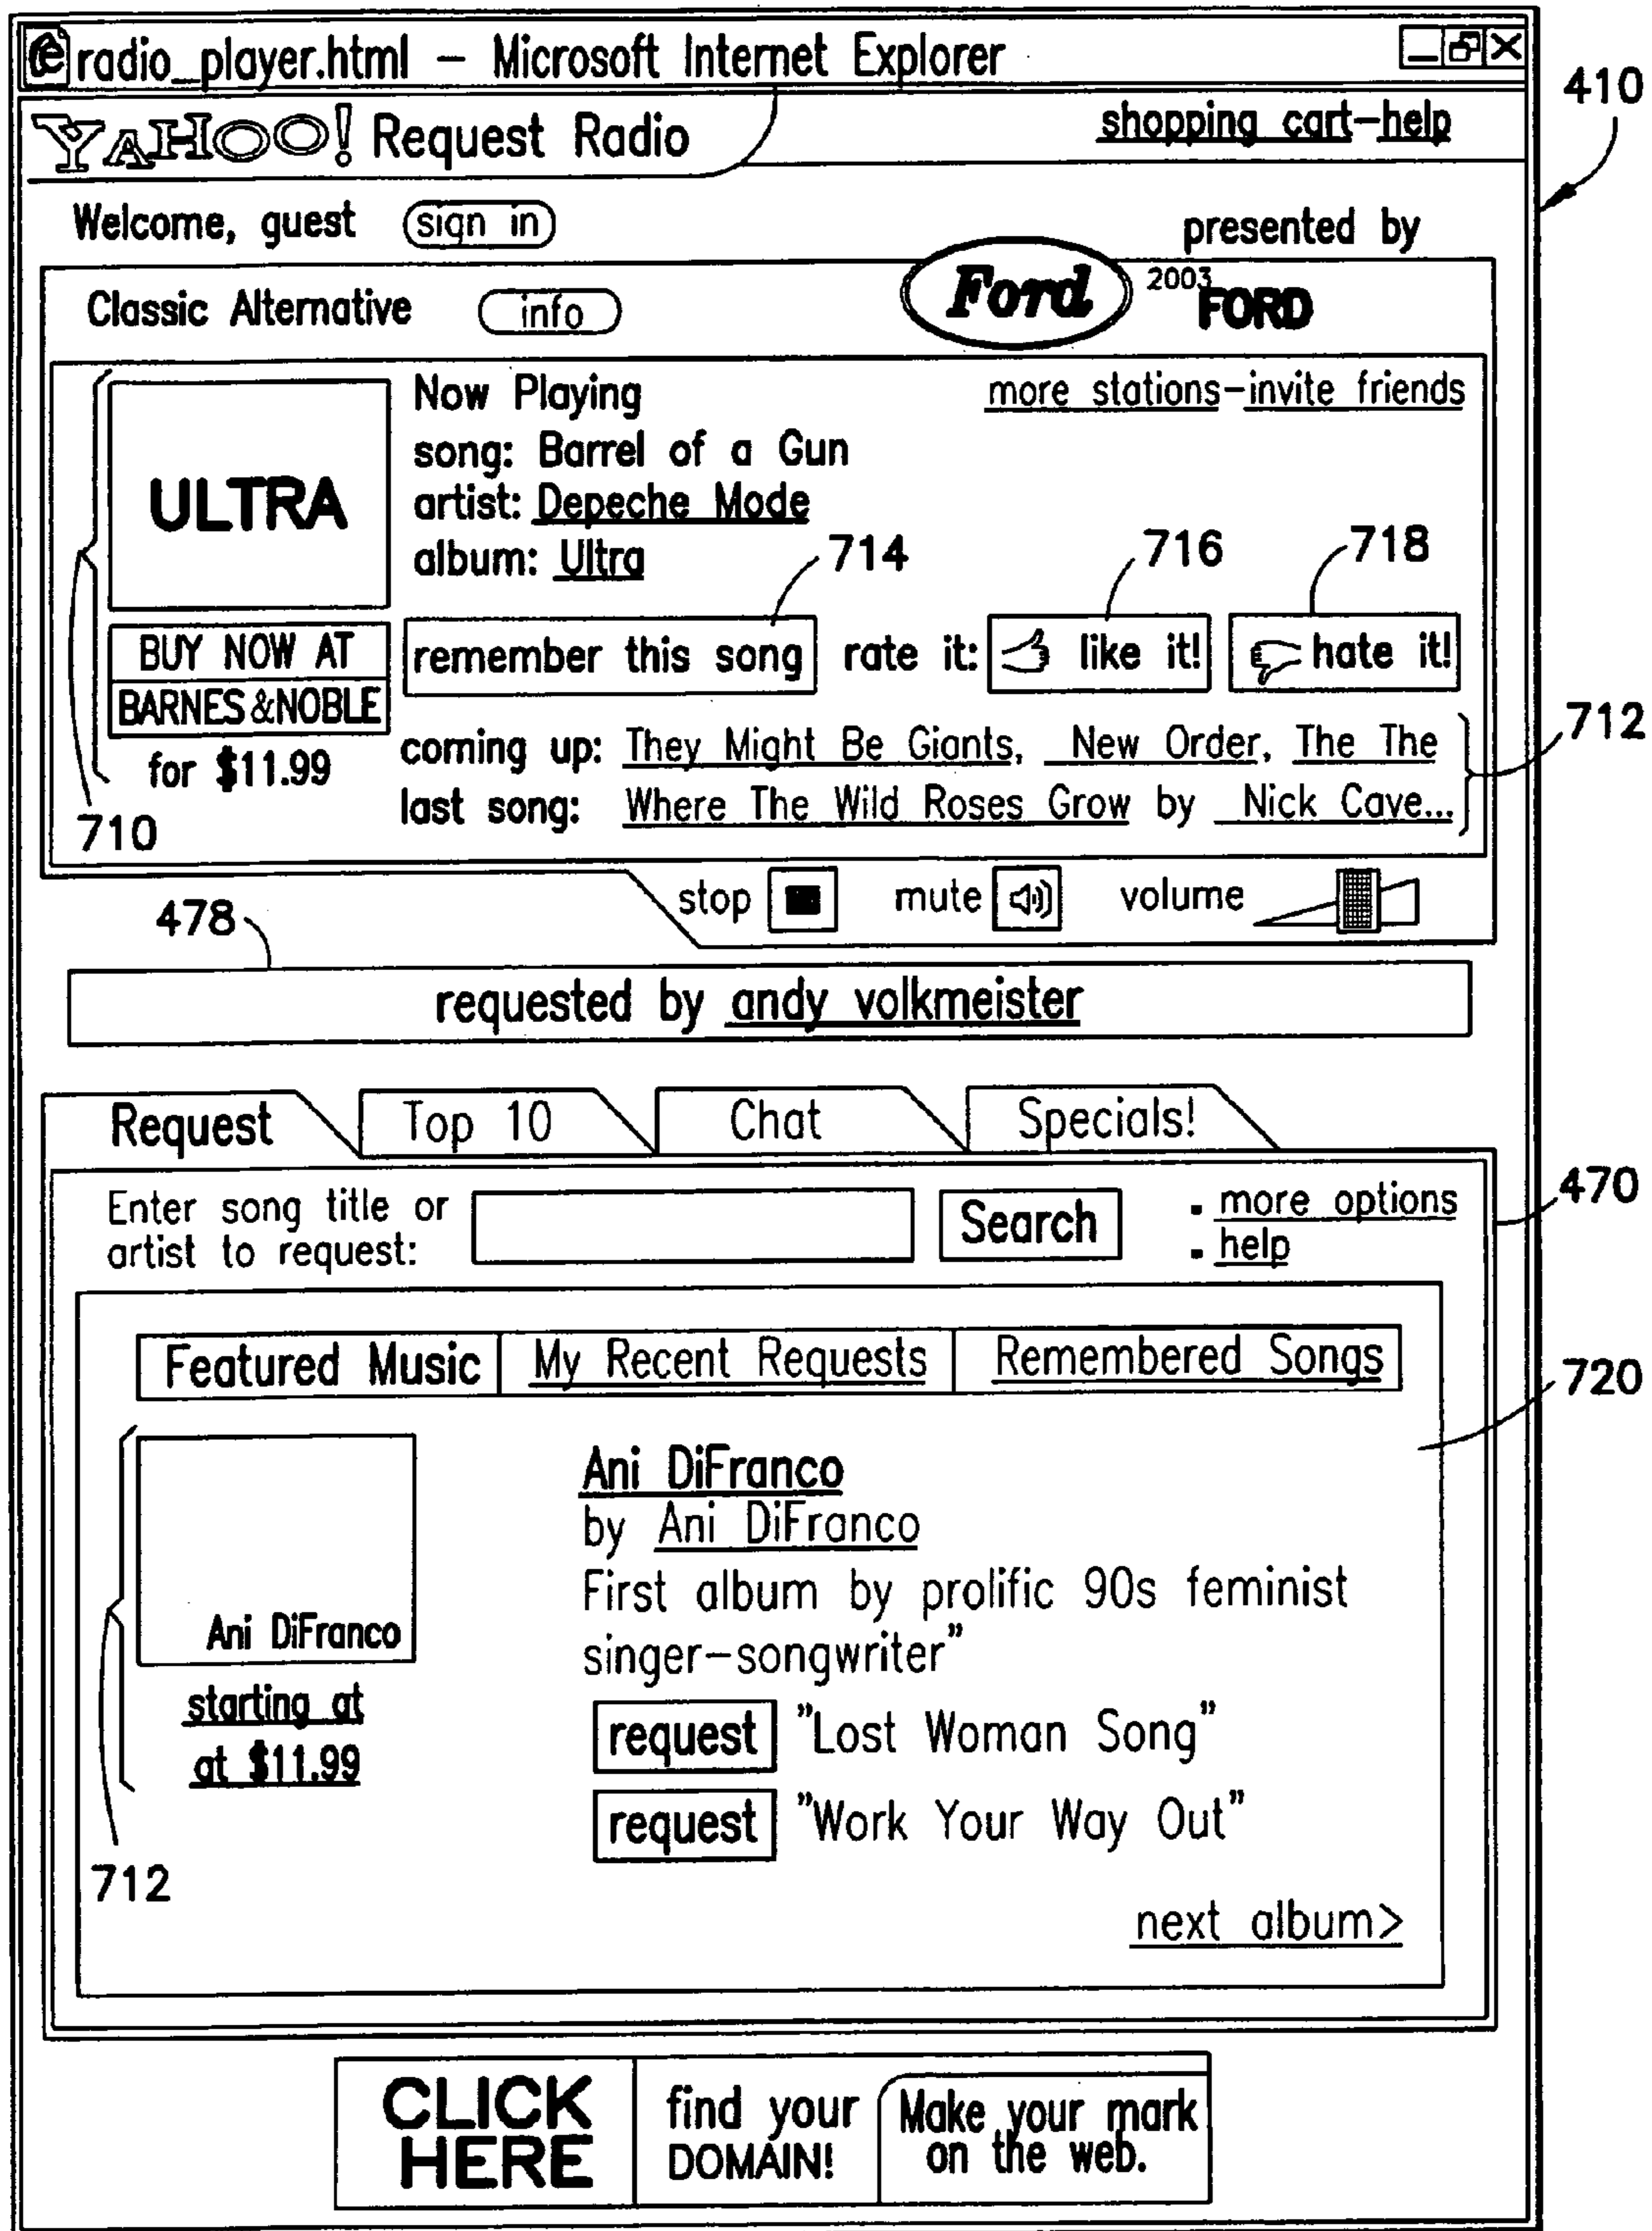 radio_player.html – Microsoft Internet Explorer
410
YAHOO! Request Radio
shopping cart-help
Welcome, guest sign in
presented by
Classic Alternative info
Ford 2003 FORD
Now Playing
more stations-invite friends
ULTRA
song: Barrel of a Gun
artist: Depeche Mode
album: Ultra
714
716
718
BUY NOW AT
BARNES&NOBLE
for $11.99
remember this song rate it: like it! hate it!
712
coming up: They Might Be Giants, New Order, The The
last song: Where The Wild Roses Grow by Nick Cave...
710
stop mute volume
478
requested by andy volkmeister
Request Top 10 Chat Specials!
470
Enter song title or
artist to request:
Search
▪ more options
▪ help
Featured Music My Recent Requests Remembered Songs
720
Ani DiFranco
starting at
at $11.99
712
Ani DiFranco
by Ani DiFranco
First album by prolific 90s feminist
singer-songwriter”
request ”Lost Woman Song”
request ”Work Your Way Out”
next album>
CLICK
HERE
find your
DOMAIN!
Make your mark
on the web.